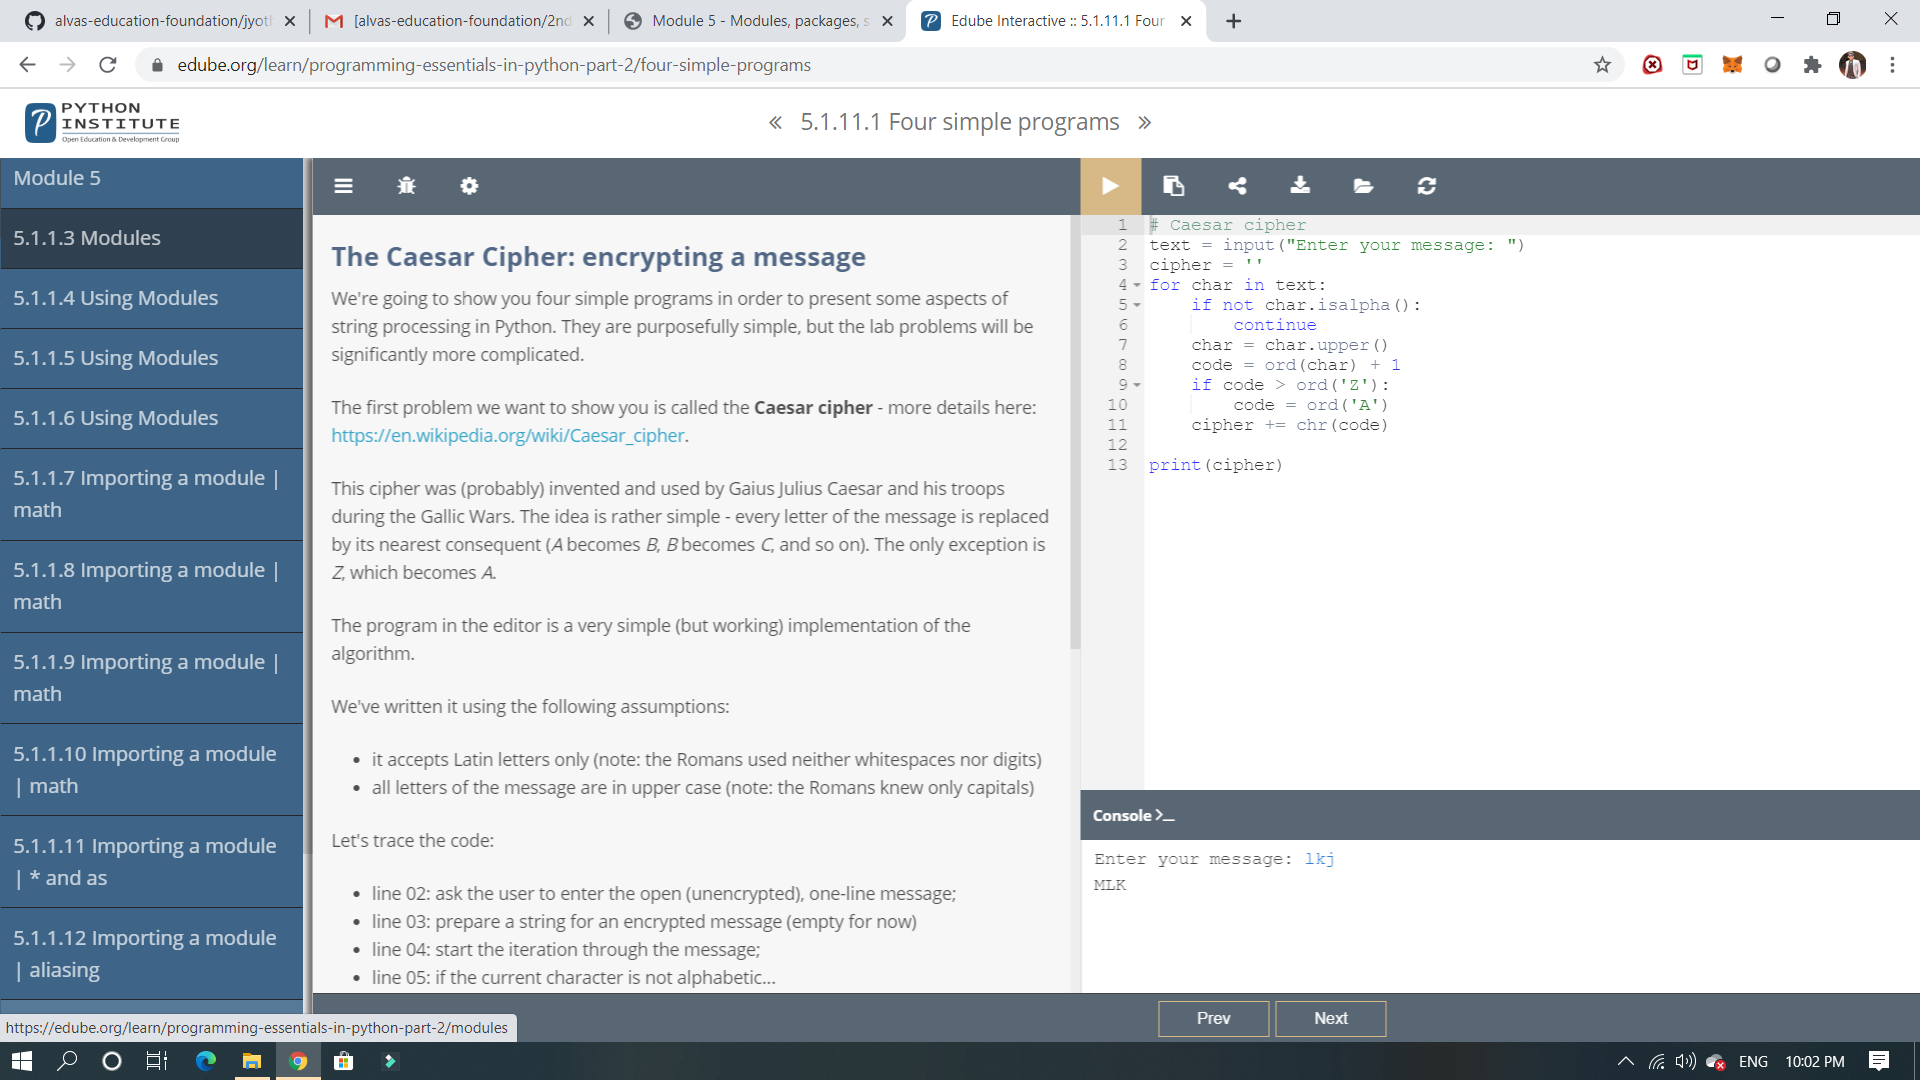 alvas-education-foundation/jyoth
[alvas-education-foundation/2nd
Module 5 - Modules, packages, s
Edube Interactive :: 5.1.11.1 Four
edube.org/learn/programming-essentials-in-python-part-2/four-simple-programs
PYTHON
INSTITUTE
Open Education & Development Group
« 5.1.11.1 Four simple programs »
Module 5
5.1.1.3 Modules
5.1.1.4 Using Modules
5.1.1.5 Using Modules
5.1.1.6 Using Modules
5.1.1.7 Importing a module |
math
5.1.1.8 Importing a module |
math
5.1.1.9 Importing a module |
math
5.1.1.10 Importing a module
| math
5.1.1.11 Importing a module
| * and as
5.1.1.12 Importing a module
| aliasing
The Caesar Cipher: encrypting a message
We're going to show you four simple programs in order to present some aspects of
string processing in Python. They are purposefully simple, but the lab problems will be
significantly more complicated.
The first problem we want to show you is called the Caesar cipher - more details here:
https://en.wikipedia.org/wiki/Caesar_cipher.
This cipher was (probably) invented and used by Gaius Julius Caesar and his troops
during the Gallic Wars. The idea is rather simple - every letter of the message is replaced
by its nearest consequent (A becomes B, B becomes C, and so on). The only exception is
Z, which becomes A.
The program in the editor is a very simple (but working) implementation of the
algorithm.
We've written it using the following assumptions:
• it accepts Latin letters only (note: the Romans used neither whitespaces nor digits)
• all letters of the message are in upper case (note: the Romans knew only capitals)
Let's trace the code:
• line 02: ask the user to enter the open (unencrypted), one-line message;
• line 03: prepare a string for an encrypted message (empty for now)
• line 04: start the iteration through the message;
• line 05: if the current character is not alphabetic...
1 # Caesar cipher
2 text = input("Enter your message: ")
3 cipher = ''
4 for char in text:
5     if not char.isalpha():
6         continue
7     char = char.upper()
8     code = ord(char) + 1
9     if code > ord('Z'):
10         code = ord('A')
11     cipher += chr(code)
12
13 print(cipher)
Console >_
Enter your message: lkj
MLK
Prev
Next
https://edube.org/learn/programming-essentials-in-python-part-2/modules
ENG
10:02 PM